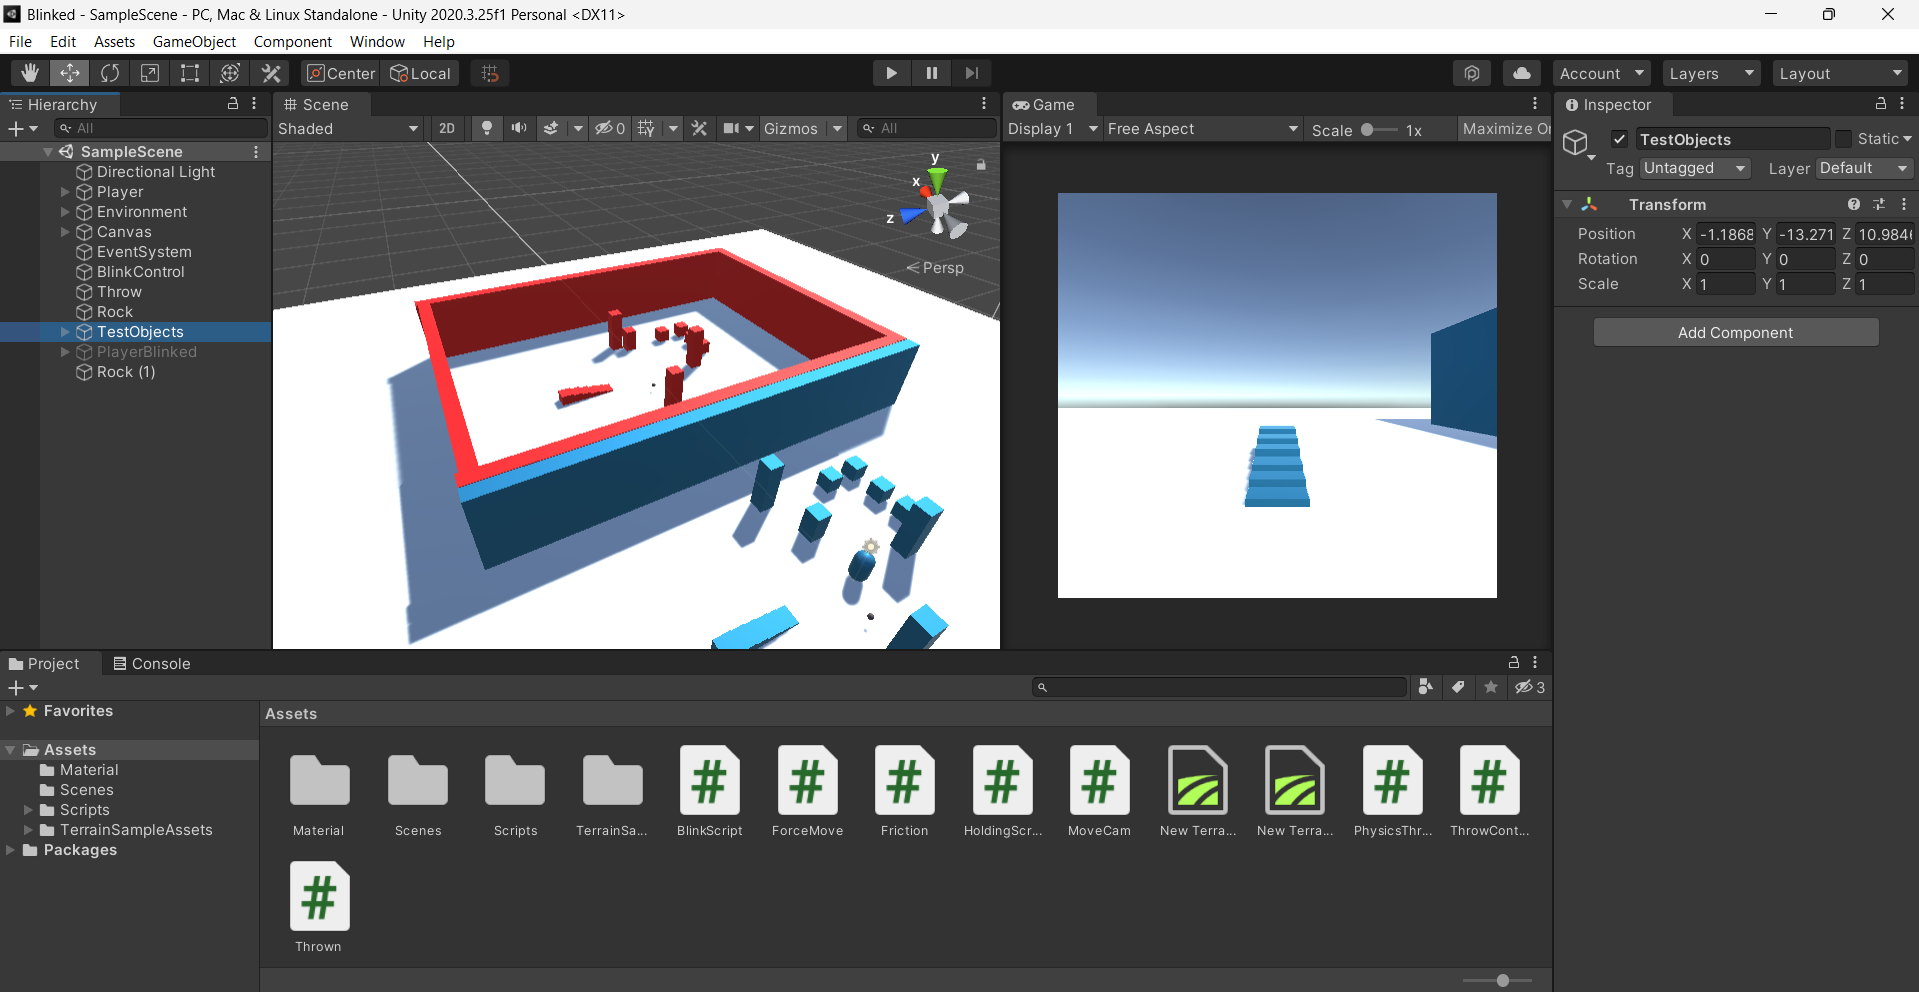 Blinked - SampleScene - PC, Mac & Linux Standalone - Unity 2020.3.25f1 Personal <DX11>
File Edit Assets GameObject Component Window Help
Center Local Account Layers Layout
Hierarchy
All
SampleScene
Directional Light
Player
Environment
Canvas
EventSystem
BlinkControl
Throw
Rock
TestObjects
PlayerBlinked
Rock (1)
Scene
Shaded 2D 0 Gizmos All
y
x
z
Persp
Game
Display 1 Free Aspect Scale 1x Maximize O
Inspector
TestObjects Static
Tag Untagged Layer Default
Transform
Position X -1.1868 Y -13.271 Z 10.984
Rotation X 0 Y 0 Z 0
Scale X 1 Y 1 Z 1
Add Component
Project Console
3
Favorites
Assets
Material
Scenes
Scripts
TerrainSampleAssets
Packages
Assets
Material Scenes Scripts TerrainSa... BlinkScript ForceMove Friction HoldingScr... MoveCam New Terra... New Terra... PhysicsThr... ThrowCont...
Thrown